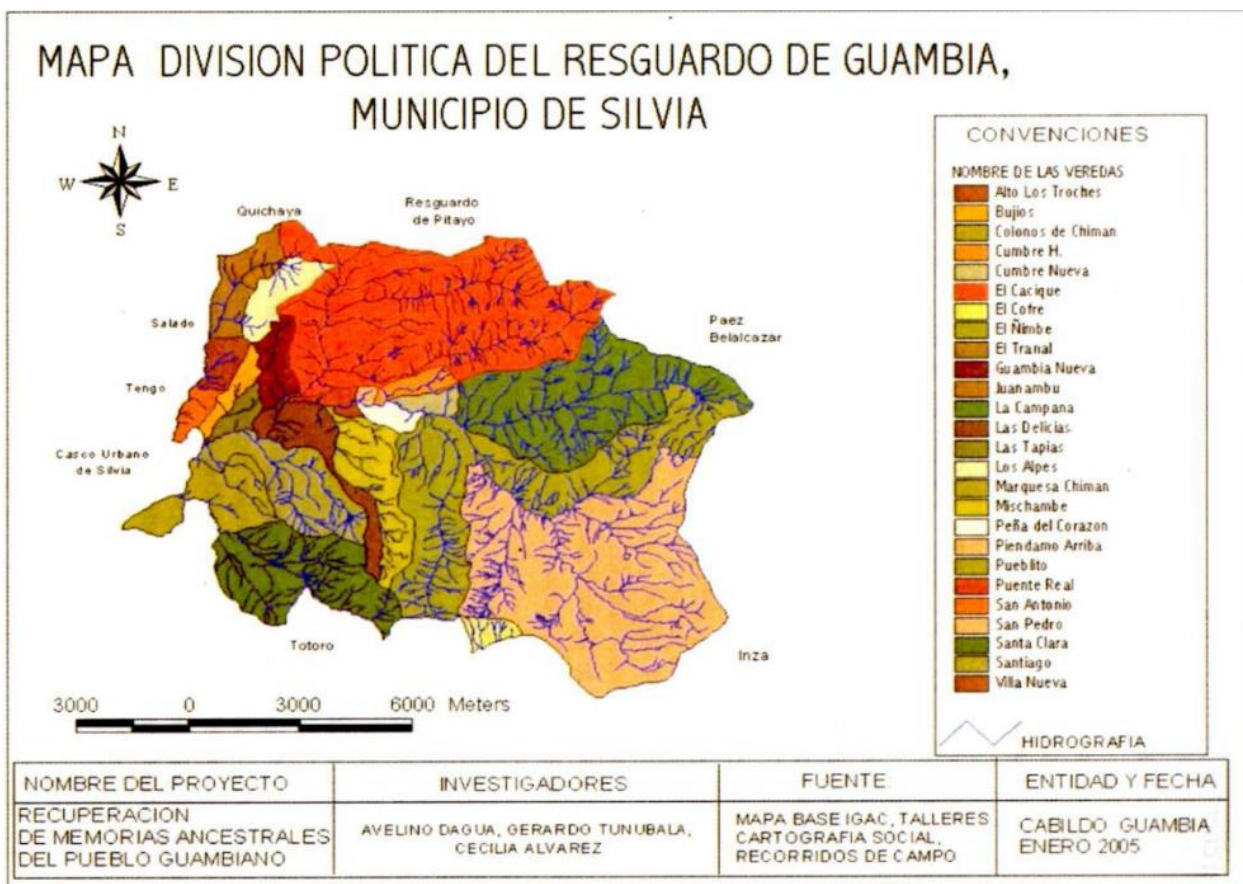 MAPA DIVISION POLITICA DEL RESGUARDO DE GUAMBIA,
MUNICIPIO DE SILVIA
N
W
E
S
Quichaya
Resguardo
de Pitayo
Salado
Paez
Belalcazar
Tengo
Casco Urbano
de Silvia
Totoro
Inza
3000 0 3000 6000 Meters
CONVENCIONES
NOMBRE DE LAS VEREDAS
Alto Los Troches
Bujios
Colonos de Chiman
Cumbre H.
Cumbre Nueva
El Cacique
El Cofre
El Ñimbe
El Tranal
Guambia Nueva
Juanambu
La Campana
Las Delicias
Las Tapias
Los Alpes
Marquesa Chiman
Mischambe
Peña del Corazon
Piendamo Arriba
Pueblito
Puente Real
San Antonio
San Pedro
Santa Clara
Santiago
Villa Nueva
HIDROGRAFIA
NOMBRE DEL PROYECTO
RECUPERACION
DE MEMORIAS ANCESTRALES
DEL PUEBLO GUAMBIANO
INVESTIGADORES
AVELINO DAGUA, GERARDO TUNUBALA,
CECILIA ALVAREZ
FUENTE
MAPA BASE IGAC, TALLERES
CARTOGRAFIA SOCIAL,
RECORRIDOS DE CAMPO
ENTIDAD Y FECHA
CABILDO GUAMBIA
ENERO 2005